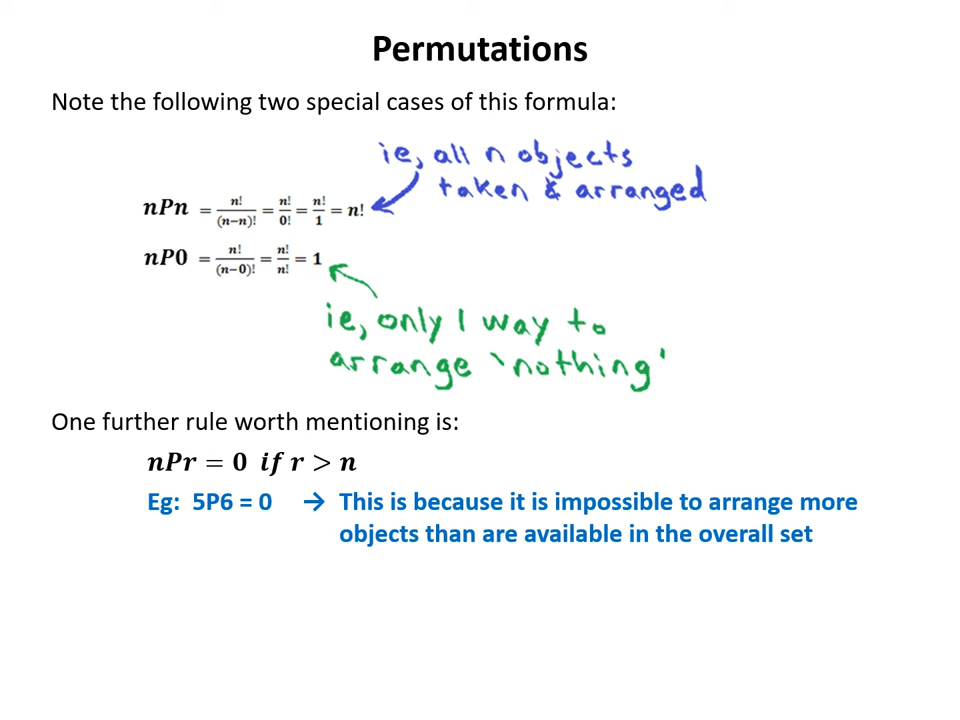 Permutations
Note the following two special cases of this formula:
ie, all n objects
taken & arranged
nPn = n!/(n−n)! = n!/0! = n!/1 = n!
nP0 = n!/(n−0)! = n!/n! = 1
ie, only 1 way to
arrange 'nothing'
One further rule worth mentioning is:
nPr = 0 if r > n
Eg: 5P6 = 0 → This is because it is impossible to arrange more
objects than are available in the overall set